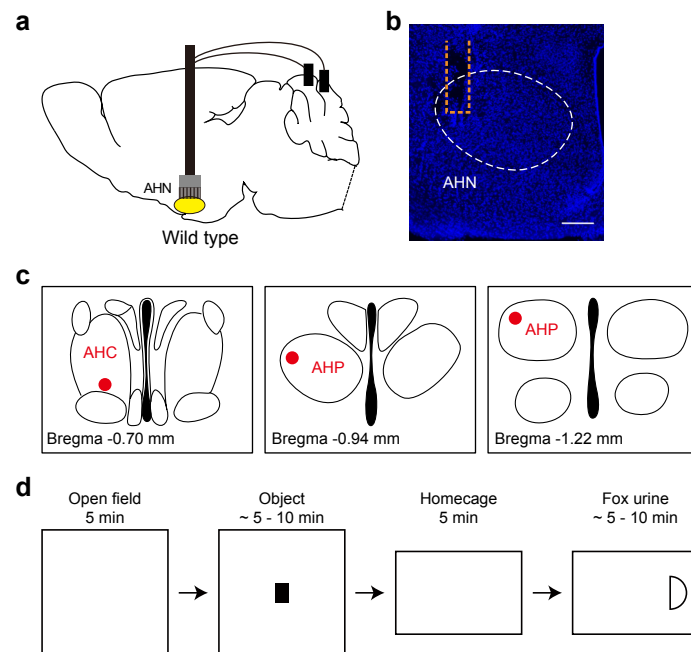 a
AHN
Wild type
b
AHN
c
AHC
Bregma -0.70 mm
AHP
Bregma -0.94 mm
AHP
Bregma -1.22 mm
d
Open field
5 min
Object
~ 5 - 10 min
Homecage
5 min
Fox urine
~ 5 - 10 min